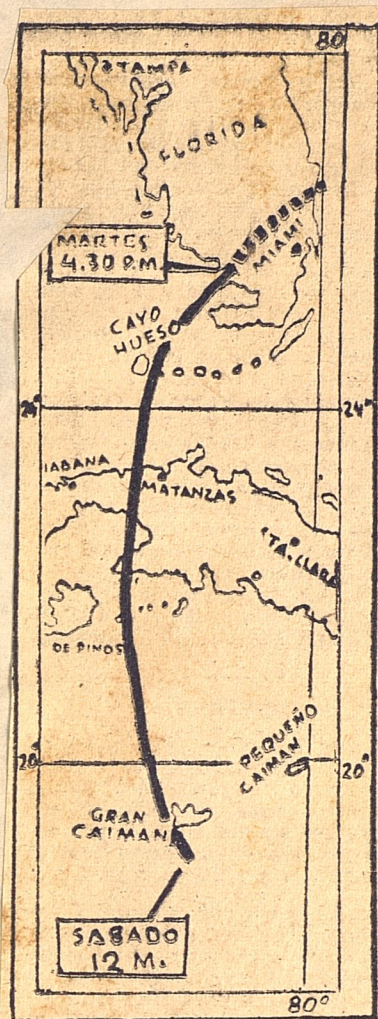 80
TAMPA
FLORIDA
MARTES
4.30 P.M
MIAMI
CAYO
HUESO
24°
24°
IABANA
MATANZAS
STA. CLARA
DE PINOS
PEQUEÑO
CAIMAN
20°
20°
GRAN
CAIMAN
SABADO
12 M.
80°